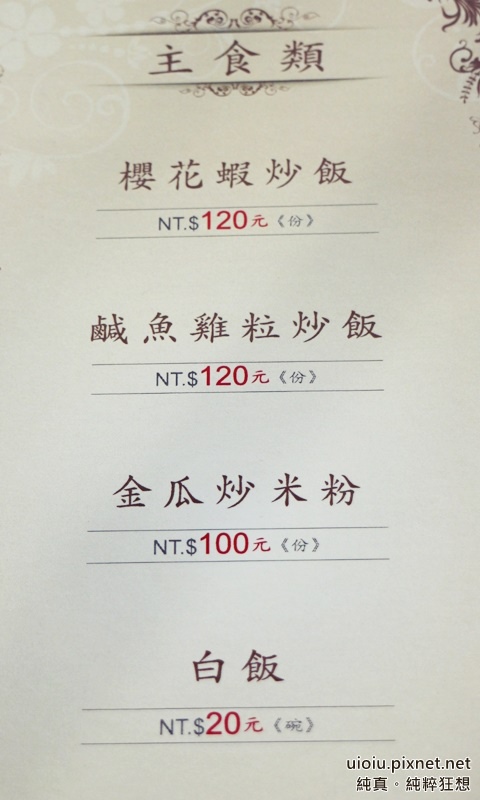 主食類
櫻花蝦炒飯
NT.$120元《份》
鹹魚雞粒炒飯
NT.$120元《份》
金瓜炒米粉
NT.$100元《份》
白飯
NT.$20元《碗》
uioiu.pixnet.net
純真。純粹狂想